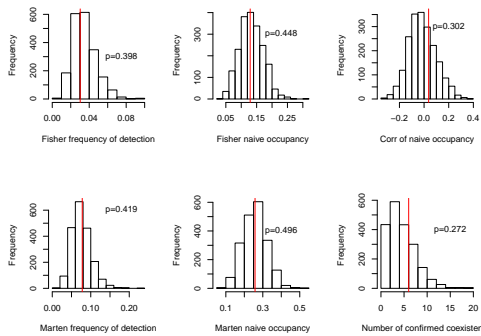 Frequency
0 200 400 600
p=0.398
0.00 0.04 0.08
Fisher frequency of detection
Frequency
0 100 300
p=0.448
0.05 0.15 0.25
Fisher naive occupancy
Frequency
0 100 300
p=0.302
−0.2 0.0 0.2 0.4
Corr of naive occupancy
Frequency
0 200 400 600
p=0.419
0.00 0.10 0.20
Marten frequency of detection
Frequency
0 200 400 600
p=0.496
0.1 0.3 0.5
Marten naive occupancy
Frequency
0 200 400 600
p=0.272
0 5 10 15 20
Number of confirmed coexister